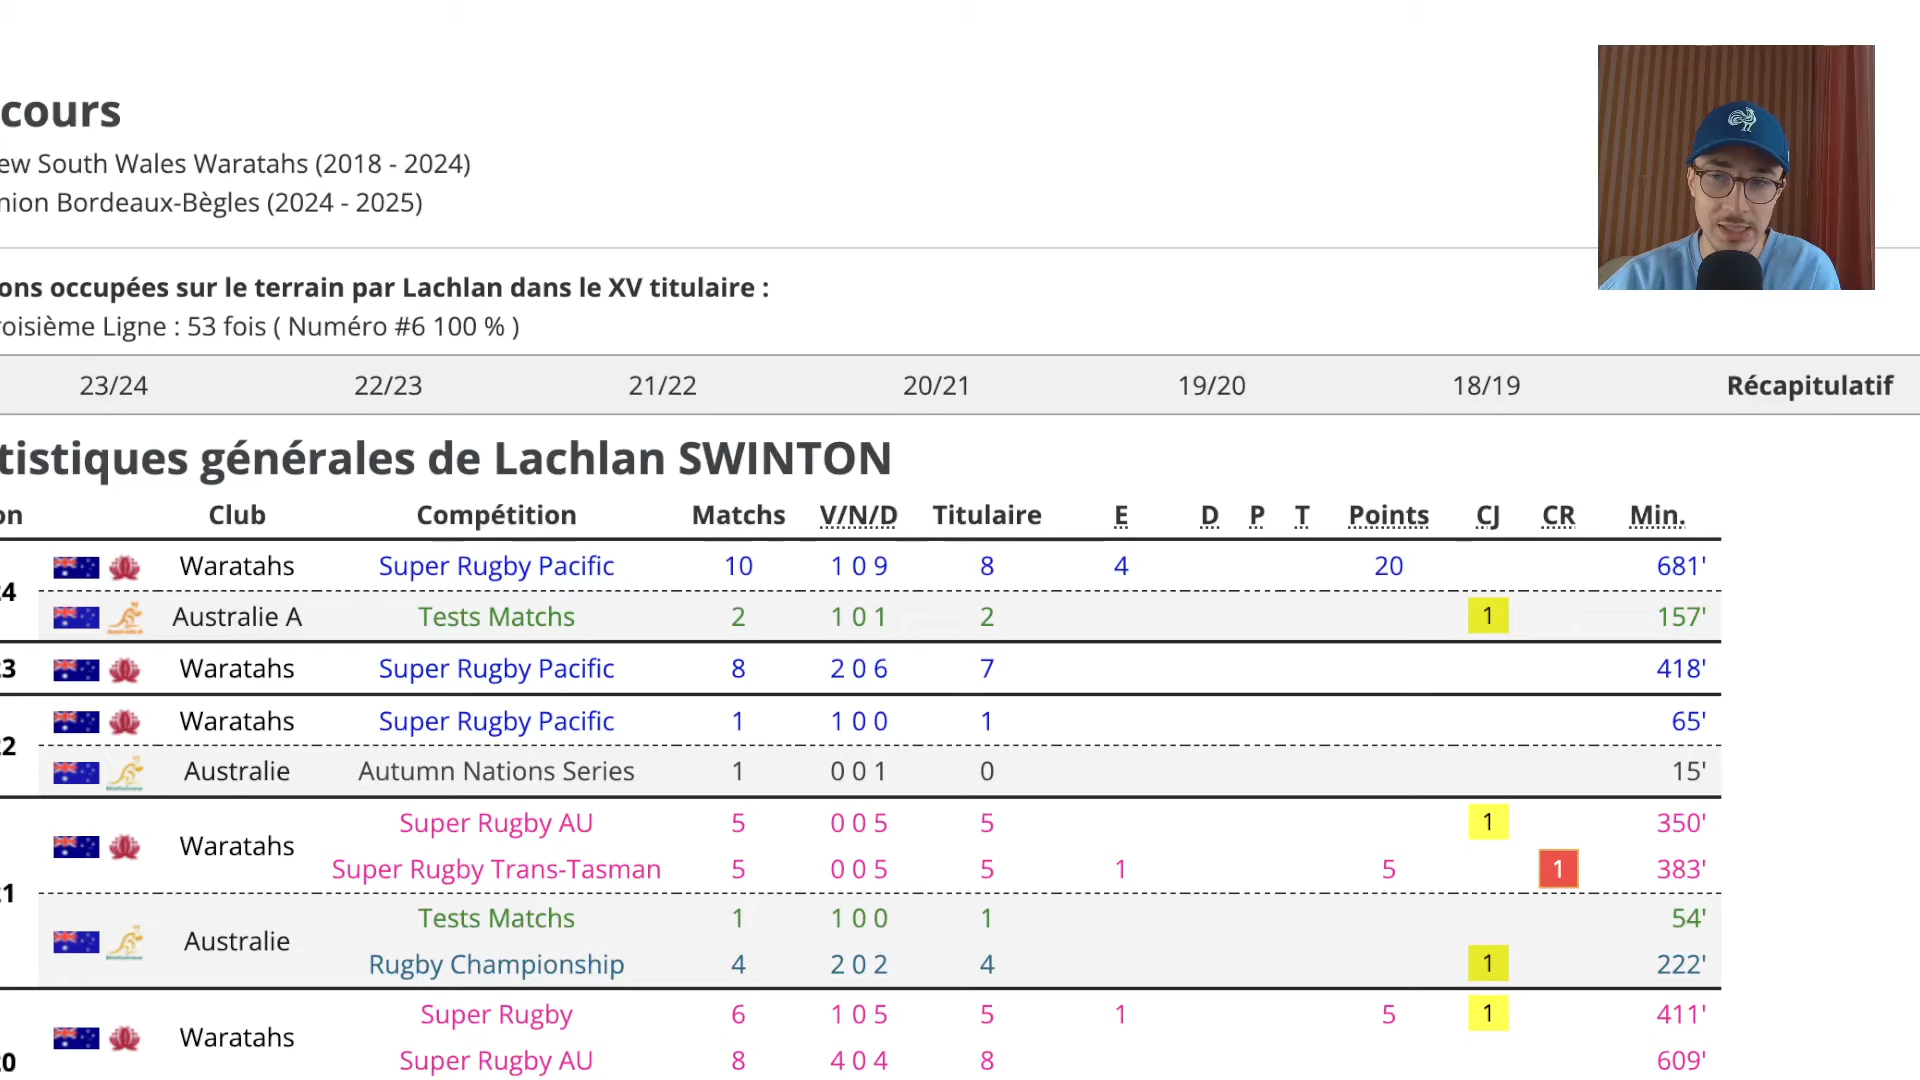 cours
ew South Wales Waratahs (2018 - 2024)
nion Bordeaux-Bègles (2024 - 2025)
ons occupées sur le terrain par Lachlan dans le XV titulaire :
roisième Ligne : 53 fois ( Numéro #6 100 % )
23/24 22/23 21/22 20/21 19/20 18/19 Récapitulatif
tistiques générales de Lachlan SWINTON
on Club Compétition Matchs V/N/D Titulaire E D P T Points CJ CR Min.
Waratahs Super Rugby Pacific 10 1 0 9 8 4 20 681'
24
Australie A Tests Matchs 2 1 0 1 2 1 157'
3 Waratahs Super Rugby Pacific 8 2 0 6 7 418'
Waratahs Super Rugby Pacific 1 1 0 0 1 65'
2
Australie Autumn Nations Series 1 0 0 1 0 15'
Super Rugby AU 5 0 0 5 5 1 350'
Waratahs
Super Rugby Trans-Tasman 5 0 0 5 5 1 5 1 383'
1
Tests Matchs 1 1 0 0 1 54'
Australie
Rugby Championship 4 2 0 2 4 1 222'
Super Rugby 6 1 0 5 5 1 5 1 411'
Waratahs
20
Super Rugby AU 8 4 0 4 8 609'